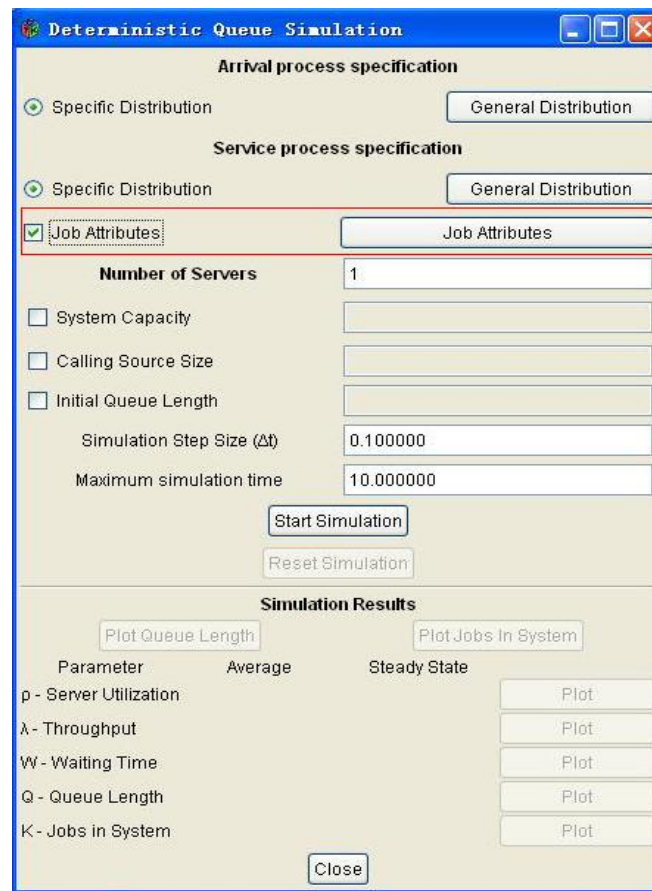 Deterministic Queue Simulation
Arrival process specification
Specific Distribution General Distribution
Service process specification
Specific Distribution General Distribution
Job Attributes Job Attributes
Number of Servers 1
System Capacity
Calling Source Size
Initial Queue Length
Simulation Step Size (Δt) 0.100000
Maximum simulation time 10.000000
Start Simulation
Reset Simulation
Simulation Results
Plot Queue Length Plot Jobs In System
Parameter Average Steady State
ρ - Server Utilization Plot
λ - Throughput Plot
W - Waiting Time Plot
Q - Queue Length Plot
K - Jobs in System Plot
Close